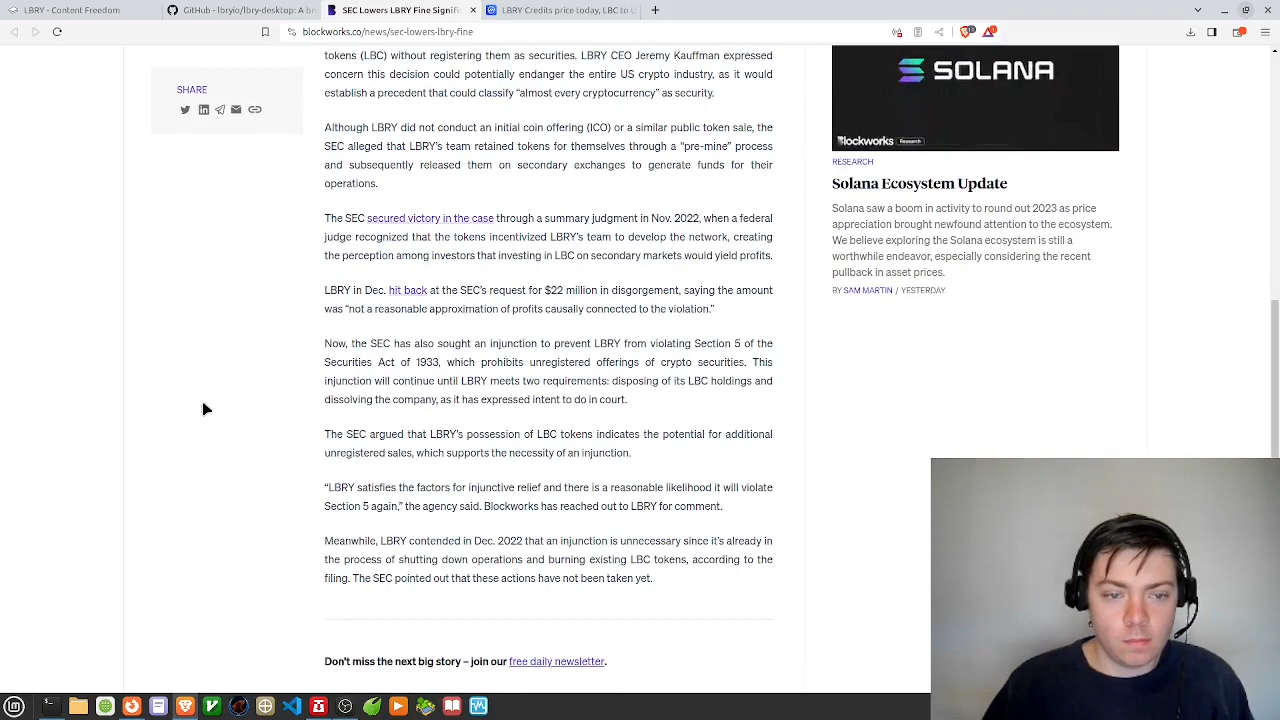 LBRY - Content Freedom
GitHub - lbryio/lbry-desktop: A br
SEC Lowers LBRY Fine Signifi
LBRY Credits price today, LBC to U
blockworks.co/news/sec-lowers-lbry-fine
SHARE
tokens (LBC) without registering them as securities. LBRY CEO Jeremy Kauffman expressed
concern this decision could potentially endanger the entire US crypto industry, as it would
establish a precedent that could classify “almost every cryptocurrency” as security.
Although LBRY did not conduct an initial coin offering (ICO) or a similar public token sale, the
SEC alleged that LBRY’s team retained tokens for themselves through a “pre-mine” process
and subsequently released them on secondary exchanges to generate funds for their
operations.
The SEC secured victory in the case through a summary judgment in Nov. 2022, when a federal
judge recognized that the tokens incentivized LBRY’s team to develop the network, creating
the perception among investors that investing in LBC on secondary markets would yield profits.
LBRY in Dec. hit back at the SEC’s request for $22 million in disgorgement, saying the amount
was “not a reasonable approximation of profits causally connected to the violation.”
Now, the SEC has also sought an injunction to prevent LBRY from violating Section 5 of the
Securities Act of 1933, which prohibits unregistered offerings of crypto securities. This
injunction will continue until LBRY meets two requirements: disposing of its LBC holdings and
dissolving the company, as it has expressed intent to do in court.
The SEC argued that LBRY’s possession of LBC tokens indicates the potential for additional
unregistered sales, which supports the necessity of an injunction.
“LBRY satisfies the factors for injunctive relief and there is a reasonable likelihood it will violate
Section 5 again,” the agency said. Blockworks has reached out to LBRY for comment.
Meanwhile, LBRY contended in Dec. 2022 that an injunction is unnecessary since it’s already in
the process of shutting down operations and burning existing LBC tokens, according to the
filing. The SEC pointed out that these actions have not been taken yet.
Don’t miss the next big story – join our free daily newsletter.
SOLANA
Blockworks Research
RESEARCH
Solana Ecosystem Update
Solana saw a boom in activity to round out 2023 as price
appreciation brought newfound attention to the ecosystem.
We believe exploring the Solana ecosystem is still a
worthwhile endeavor, especially considering the recent
pullback in asset prices.
BY SAM MARTIN / YESTERDAY